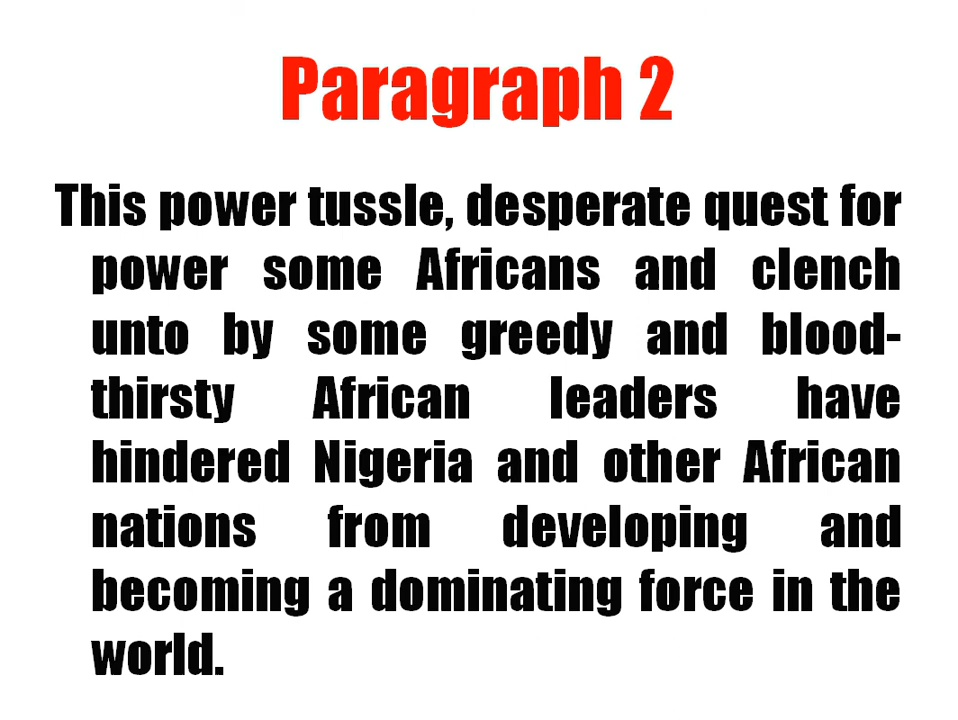 Paragraph 2
This power tussle, desperate quest for
power some Africans and clench
unto by some greedy and blood-
thirsty African leaders have
hindered Nigeria and other African
nations from developing and
becoming a dominating force in the
world.